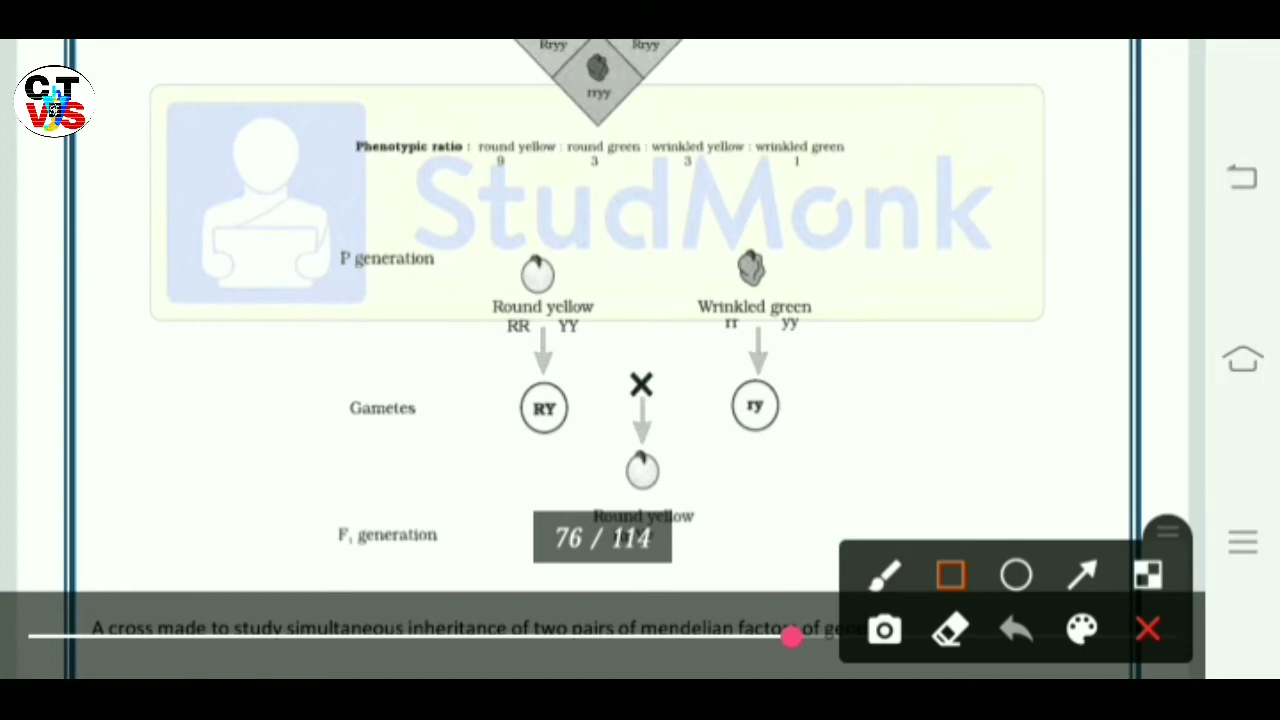 Rryy Rryy
rryy
CT
VS
Phenotypic ratio : round yellow : round green : wrinkled yellow : wrinkled green
9 3 3 1
StudMonk
P generation
Round yellow Wrinkled green
RR YY rr yy
Gametes RY ry
Round yellow
F₁ generation
76 / 114
A cross made to study simultaneous inheritance of two pairs of mendelian factors of